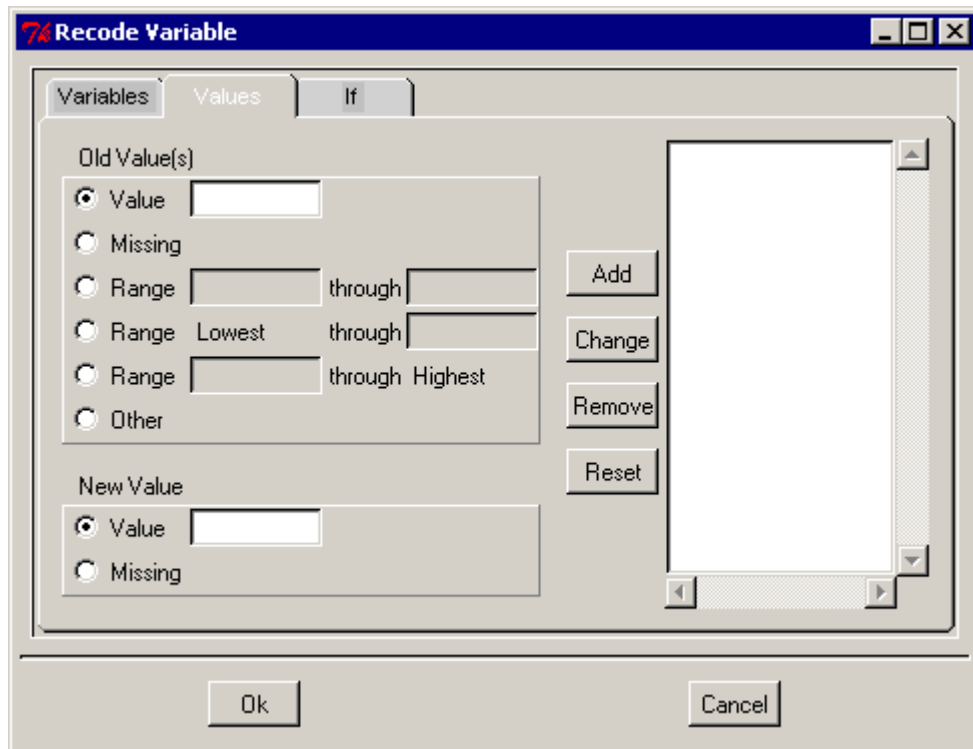 Recode Variable
Variables Values If
Old Value(s)
Value
Missing
Range through
Range Lowest through
Range through Highest
Other
New Value
Value
Missing
Add
Change
Remove
Reset
Ok Cancel